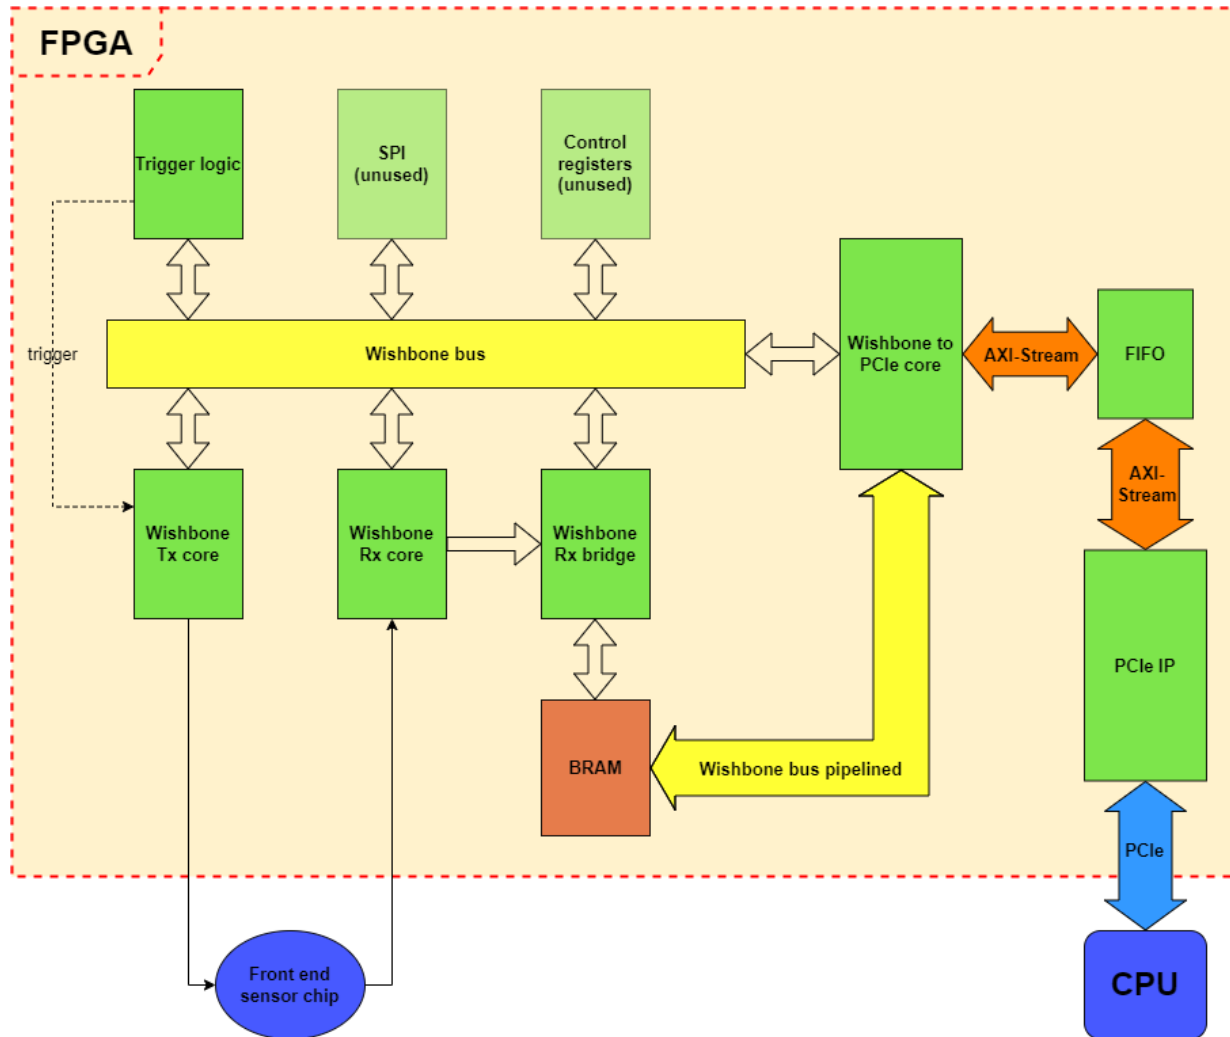 FPGA
Trigger logic
SPI
(unused)
Control
registers
(unused)
trigger
Wishbone bus
Wishbone to
PCIe core
AXI-Stream
FIFO
AXI-
Stream
Wishbone
Tx core
Wishbone
Rx core
Wishbone
Rx bridge
PCIe IP
BRAM
Wishbone bus pipelined
PCIe
Front end
sensor chip
CPU